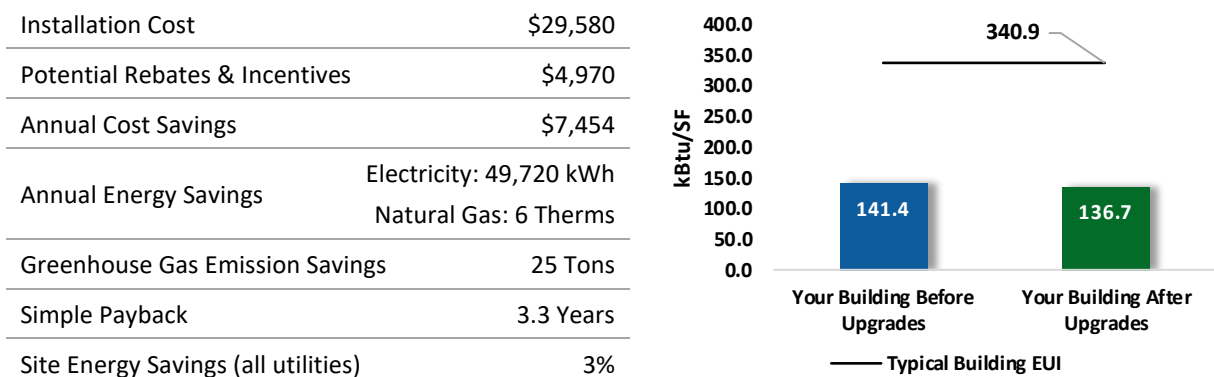 Installation Cost $29,580
Potential Rebates & Incentives $4,970
Annual Cost Savings $7,454
Annual Energy Savings Electricity: 49,720 kWh
Natural Gas: 6 Therms
Greenhouse Gas Emission Savings 25 Tons
Simple Payback 3.3 Years
Site Energy Savings (all utilities) 3%
kBtu/SF
400.0
350.0
300.0
250.0
200.0
150.0
100.0
50.0
0.0
340.9
141.4
136.7
Your Building Before
Upgrades
Your Building After
Upgrades
Typical Building EUI